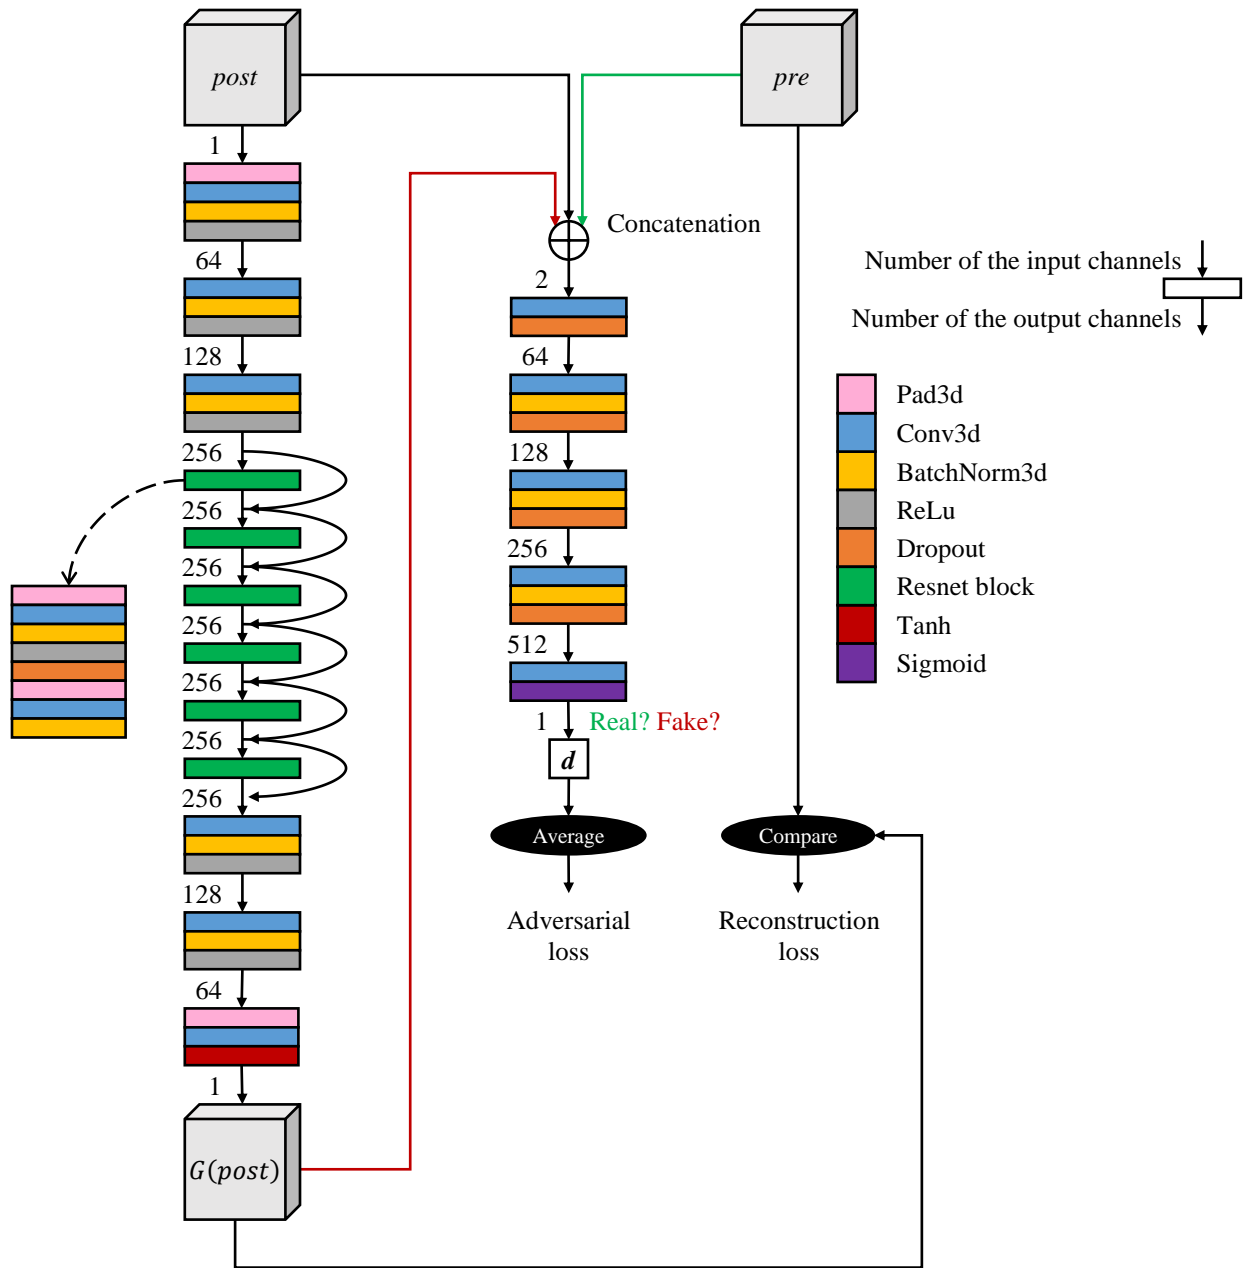 post
pre
1
64
128
256
256
256
256
256
256
256
128
64
1
G(post)
Concatenation
2
64
128
256
512
1
Real? Fake?
d
Average
Adversarial
loss
Compare
Reconstruction
loss
Number of the input channels
Number of the output channels
Pad3d
Conv3d
BatchNorm3d
ReLu
Dropout
Resnet block
Tanh
Sigmoid